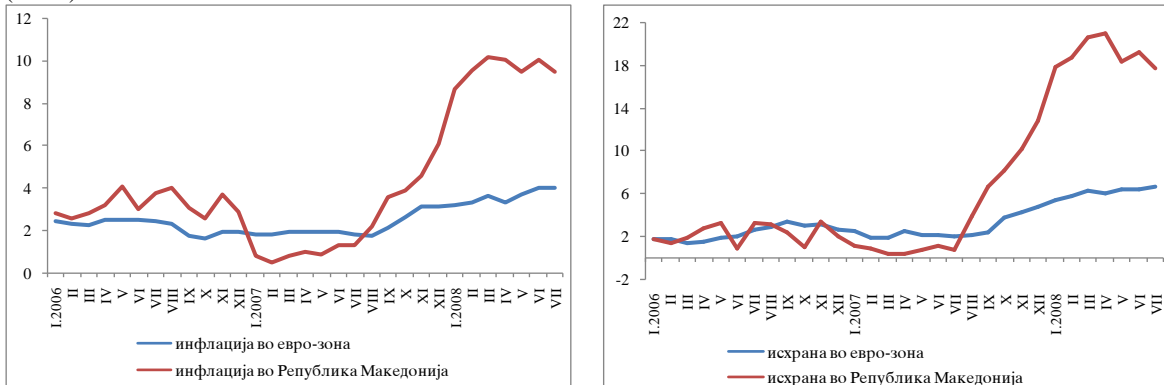 12
10
8
6
4
2
0
I.2006
II
III
IV
V
VI
VII
VIII
IX
X
XI
XII
I.2007
II
III
IV
V
VI
VII
VIII
IX
X
XI
XII
I.2008
II
III
IV
V
VI
VII
инфлација во евро-зона
инфлација во Република Македонија
22
18
14
10
6
2
-2
I.2006
II
III
IV
V
VI
VII
VIII
IX
X
XI
XII
I.2007
II
III
IV
V
VI
VII
VIII
IX
X
XI
XII
I.2008
II
III
IV
V
VI
VII
исхрана во евро-зона
исхрана во Република Македонија